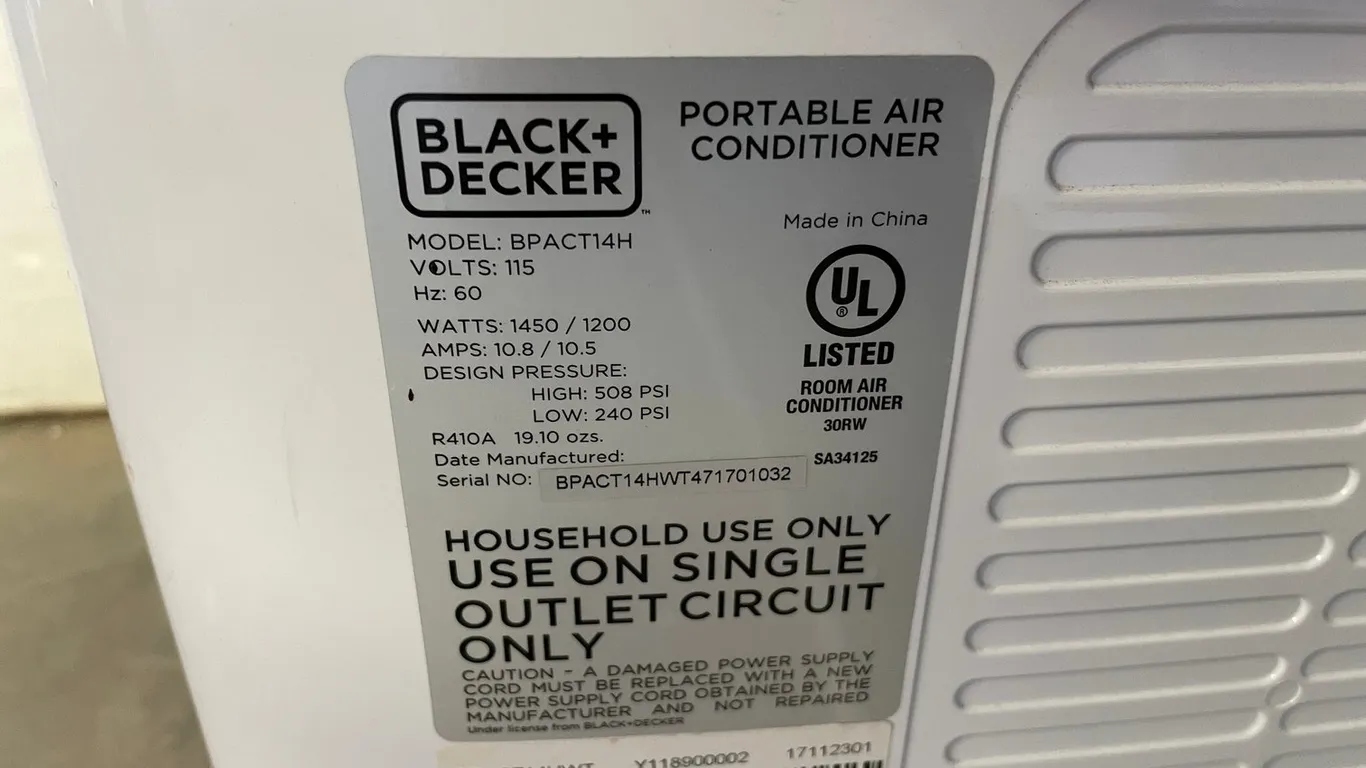 BLACK+
DECKER™
PORTABLE AIR
CONDITIONER
Made in China
MODEL: BPACT14H
VOLTS: 115
Hz: 60
WATTS: 1450 / 1200
AMPS: 10.8 / 10.5
DESIGN PRESSURE:
HIGH: 508 PSI
LOW: 240 PSI
R410A 19.10 ozs.
Date Manufactured:
Serial NO: BPACT14HWT471701032
UL®
LISTED
ROOM AIR
CONDITIONER
30RW
SA34125
HOUSEHOLD USE ONLY
USE ON SINGLE
OUTLET CIRCUIT
ONLY
CAUTION - A DAMAGED POWER SUPPLY
CORD MUST BE REPLACED WITH A NEW
POWER SUPPLY CORD OBTAINED BY THE
MANUFACTURER AND NOT REPAIRED
Under license from BLACK+DECKER
Y118900002 17112301